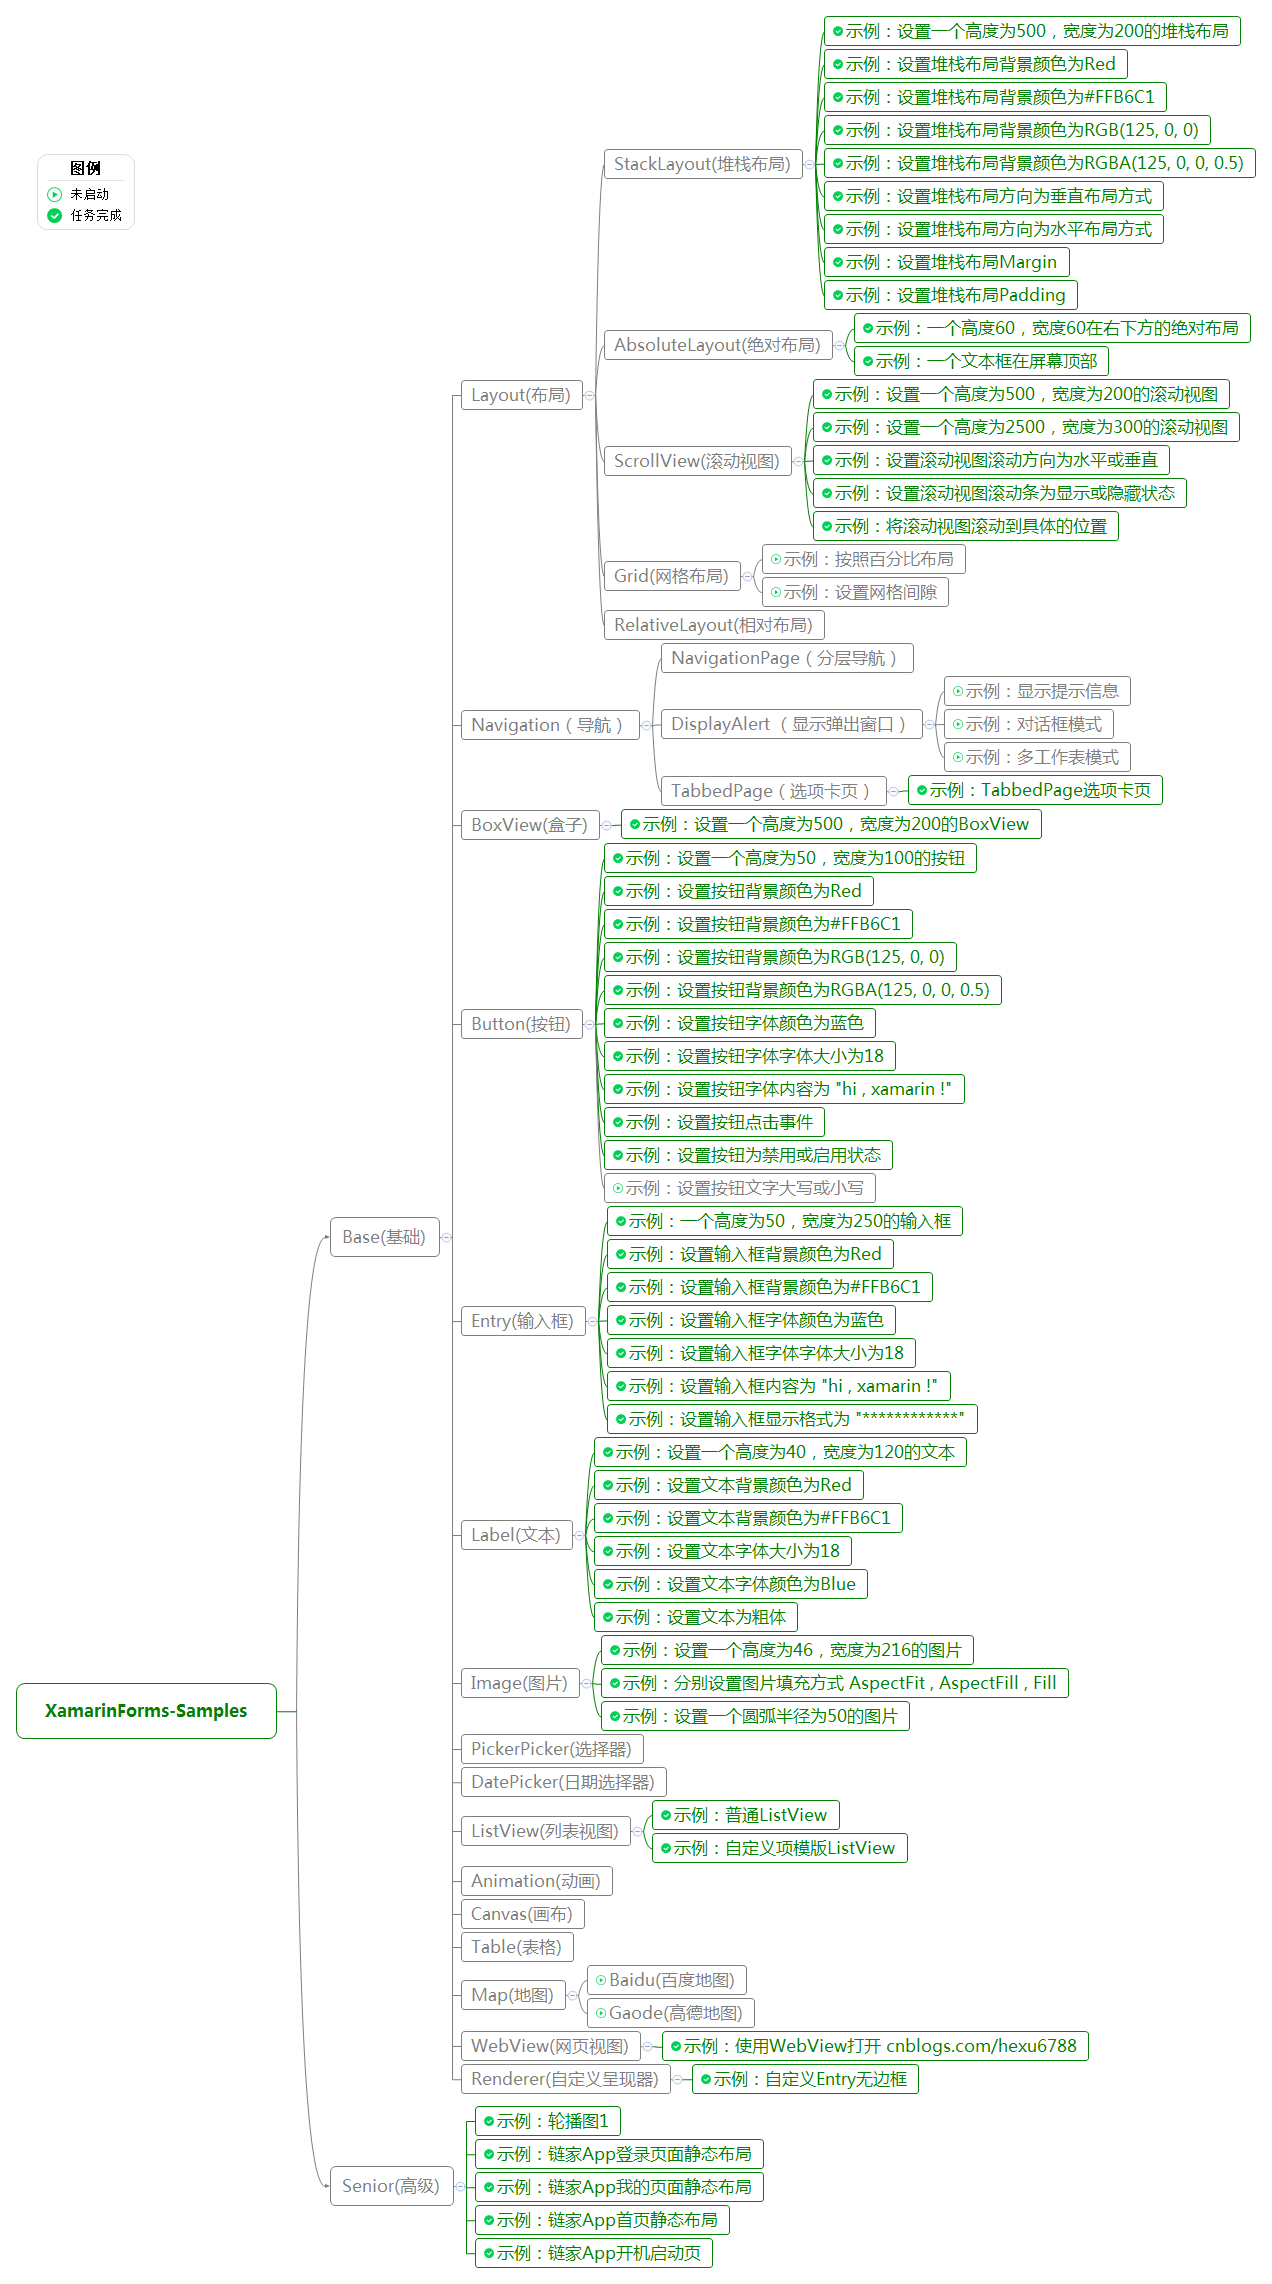 图例
未启动
任务完成
XamarinForms-Samples
Base(基础)
Layout(布局)
StackLayout(堆栈布局)
示例：设置一个高度为500，宽度为200的堆栈布局
示例：设置堆栈布局背景颜色为Red
示例：设置堆栈布局背景颜色为#FFB6C1
示例：设置堆栈布局背景颜色为RGB(125, 0, 0)
示例：设置堆栈布局背景颜色为RGBA(125, 0, 0, 0.5)
示例：设置堆栈布局方向为垂直布局方式
示例：设置堆栈布局方向为水平布局方式
示例：设置堆栈布局Margin
示例：设置堆栈布局Padding
AbsoluteLayout(绝对布局)
示例：一个高度60，宽度60在右下方的绝对布局
示例：一个文本框在屏幕顶部
ScrollView(滚动视图)
示例：设置一个高度为500，宽度为200的滚动视图
示例：设置一个高度为2500，宽度为300的滚动视图
示例：设置滚动视图滚动方向为水平或垂直
示例：设置滚动视图滚动条为显示或隐藏状态
示例：将滚动视图滚动到具体的位置
Grid(网格布局)
示例：按照百分比布局
示例：设置网格间隙
RelativeLayout(相对布局)
Navigation（导航）
NavigationPage（分层导航）
DisplayAlert （显示弹出窗口）
示例：显示提示信息
示例：对话框模式
示例：多工作表模式
TabbedPage（选项卡页）
示例：TabbedPage选项卡页
BoxView(盒子)
示例：设置一个高度为500，宽度为200的BoxView
Button(按钮)
示例：设置一个高度为50，宽度为100的按钮
示例：设置按钮背景颜色为Red
示例：设置按钮背景颜色为#FFB6C1
示例：设置按钮背景颜色为RGB(125, 0, 0)
示例：设置按钮背景颜色为RGBA(125, 0, 0, 0.5)
示例：设置按钮字体颜色为蓝色
示例：设置按钮字体字体大小为18
示例：设置按钮字体内容为 "hi , xamarin !"
示例：设置按钮点击事件
示例：设置按钮为禁用或启用状态
示例：设置按钮文字大写或小写
Entry(输入框)
示例：一个高度为50，宽度为250的输入框
示例：设置输入框背景颜色为Red
示例：设置输入框背景颜色为#FFB6C1
示例：设置输入框字体颜色为蓝色
示例：设置输入框字体字体大小为18
示例：设置输入框内容为 "hi , xamarin !"
示例：设置输入框显示格式为 "************"
Label(文本)
示例：设置一个高度为40，宽度为120的文本
示例：设置文本背景颜色为Red
示例：设置文本背景颜色为#FFB6C1
示例：设置文本字体大小为18
示例：设置文本字体颜色为Blue
示例：设置文本为粗体
Image(图片)
示例：设置一个高度为46，宽度为216的图片
示例：分别设置图片填充方式 AspectFit , AspectFill , Fill
示例：设置一个圆弧半径为50的图片
PickerPicker(选择器)
DatePicker(日期选择器)
ListView(列表视图)
示例：普通ListView
示例：自定义项模版ListView
Animation(动画)
Canvas(画布)
Table(表格)
Map(地图)
Baidu(百度地图)
Gaode(高德地图)
WebView(网页视图)
示例：使用WebView打开 cnblogs.com/hexu6788
Renderer(自定义呈现器)
示例：自定义Entry无边框
Senior(高级)
示例：轮播图1
示例：链家App登录页面静态布局
示例：链家App我的页面静态布局
示例：链家App首页静态布局
示例：链家App开机启动页